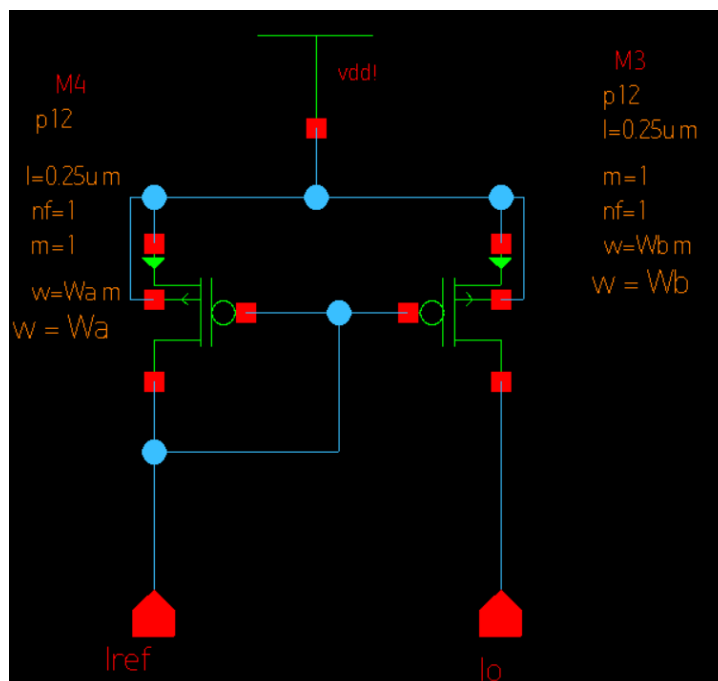 M4
p12
l=0.25um
nf=1
m=1
w=Wam
w = Wa
vdd!
M3
p12
l=0.25um
m=1
nf=1
w=Wbm
w = Wb
Iref
Io